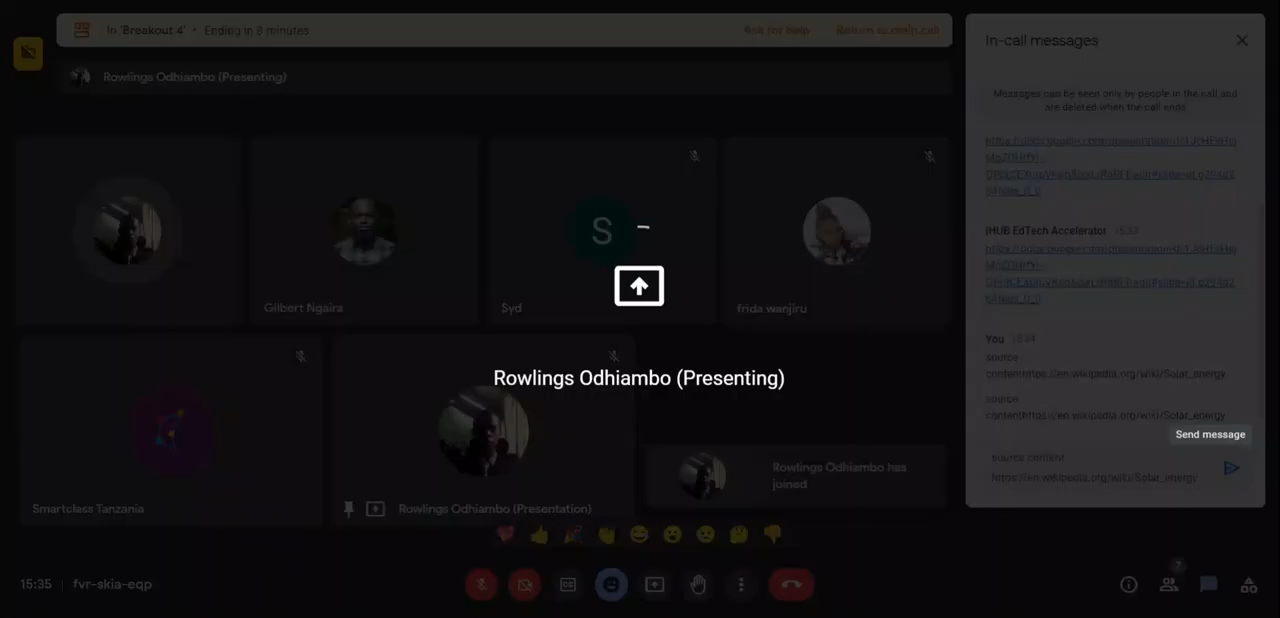 In 'Breakout 4' • Ending in 8 minutes
Ask for help
Return to main call
Rowlings Odhiambo (Presenting)
In-call messages
Messages can be seen only by people in the call and
are deleted when the call ends
iHUB EdTech Accelerator
You
source
contenthttps://en.wikipedia.org/wiki/Solar_energy
source
contenthttps://en.wikipedia.org/wiki/Solar_energy
Send message
source content
https://en.wikipedia.org/wiki/Solar_energy
Gilbert Ngaira
S
Syd
frida wanjiru
Rowlings Odhiambo (Presenting)
Smartclass Tanzania
Rowlings Odhiambo (Presentation)
Rowlings Odhiambo has
joined
15:35 | fvr-skia-eqp
CC
7